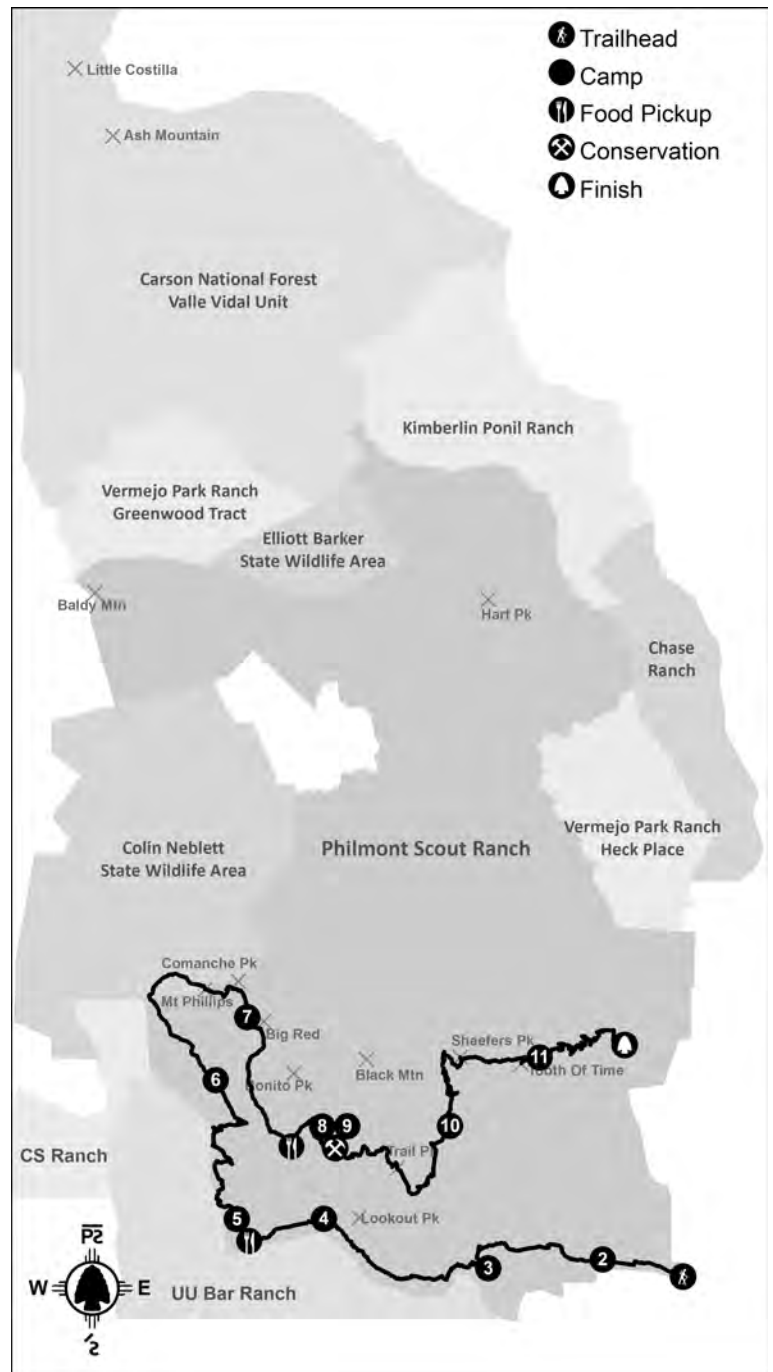 Trailhead
Camp
Food Pickup
Conservation
Finish
Little Costilla
Ash Mountain
Carson National Forest
Valle Vidal Unit
Kimberlin Ponil Ranch
Vermejo Park Ranch
Greenwood Tract
Elliott Barker
State Wildlife Area
Baldy Mtn
Hart Pk
Chase
Ranch
Colin Neblett
State Wildlife Area
Philmont Scout Ranch
Vermejo Park Ranch
Heck Place
Comanche Pk
Mt Phillips
7
Big Red
Sheefers Pk
11
Tooth Of Time
Black Mtn
6
Bonito Pk
8
9
10
CS Ranch
Trail Pk
5
4
Lookout Pk
3
2
W
E
UU Bar Ranch